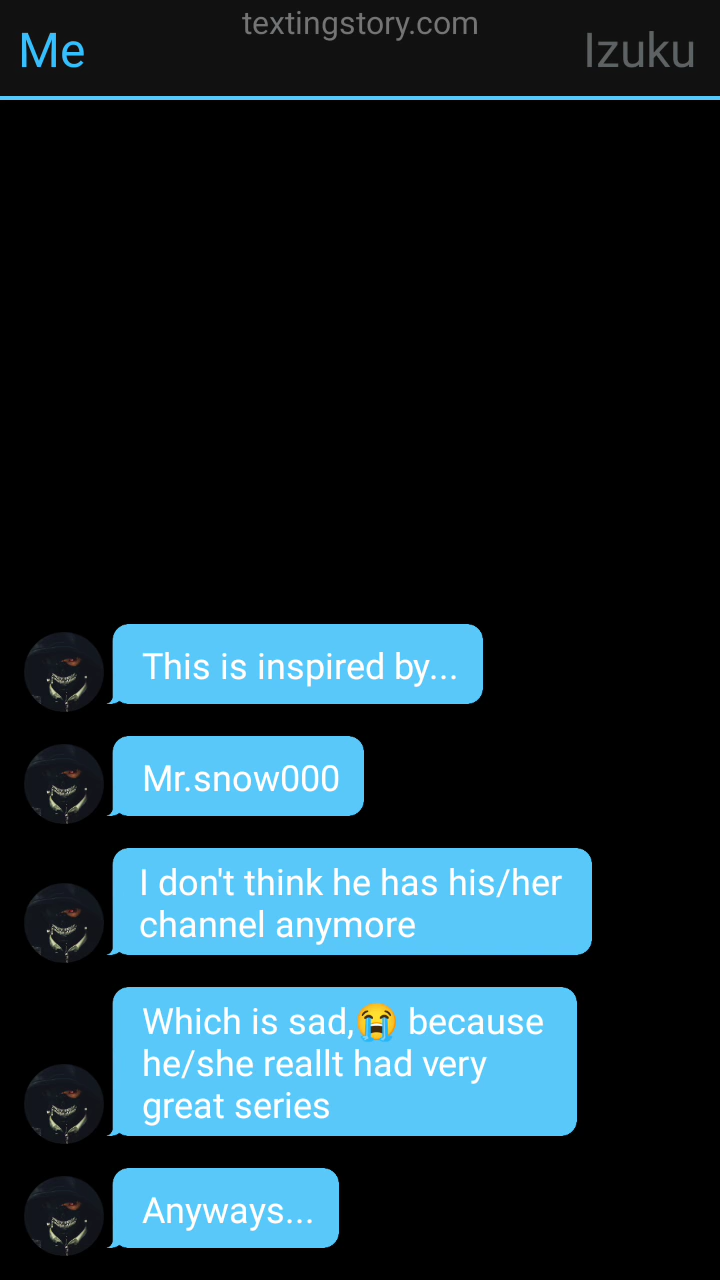 textingstory.com
Me
Izuku
This is inspired by...
Mr.snow000
I don't think he has his/her
channel anymore
Which is sad,😭 because
he/she reallt had very
great series
Anyways...